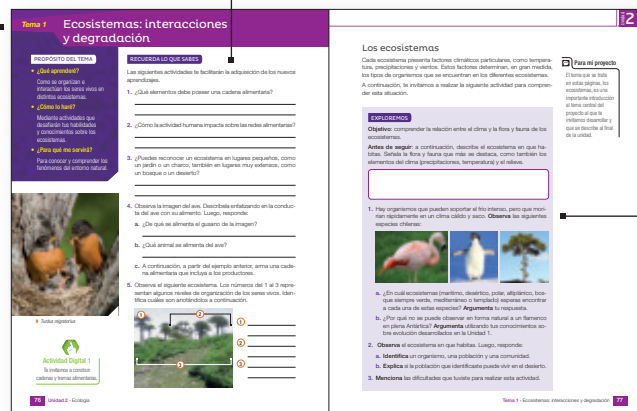 Tema 1
Ecosistemas: interacciones
y degradación
PROPÓSITO DEL TEMA
• ¿Qué aprenderé?
Como se organizan e
interactúan los seres vivos en
distintos ecosistemas.
• ¿Cómo lo haré?
Mediante actividades que
desafiarán tus habilidades
y conocimientos sobre los
ecosistemas.
• ¿Para qué me servirá?
Para conocer y comprender los
fenómenos del entorno natural.
Turdus migratorius
Actividad Digital 1
Te invitamos a construir
cadenas y tramas alimentarias.
RECUERDA LO QUE SABES
Las siguientes actividades te facilitarán la adquisición de los nuevos
aprendizajes.
1. ¿Qué elementos debe poseer una cadena alimentaria?
2. ¿Cómo la actividad humana impacta sobre las redes alimentarias?
3. ¿Puedes reconocer un ecosistema en lugares pequeños, como
un jardín o un charco, también en lugares muy extensos, como
un bosque o un desierto?
4. Observa la imagen del ave. Descríbela enfatizando en la conduc-
ta del ave con su alimento. Luego, responde:
a. ¿De qué se alimenta el gusano de la imagen?
b. ¿Qué animal se alimenta del ave?
c. A continuación, a partir del ejemplo anterior, arma una cade-
na alimentaria que incluya a los productores.
5. Observa el siguiente ecosistema. Los números del 1 al 3 repre-
sentan algunos niveles de organización de los seres vivos. Iden-
tifica cuáles son anotándolos a continuación.
1
2
3
1
2
3
76 Unidad 2 - Ecología
2
Los ecosistemas
Cada ecosistema presenta factores climáticos particulares, como tempera-
tura, precipitaciones y vientos. Estos factores determinan, en gran medida,
los tipos de organismos que se encuentran en los diferentes ecosistemas.
A continuación, te invitamos a realizar la siguiente actividad para compren-
der esta situación.
EXPLOREMOS
Objetivo: comprender la relación entre el clima y la flora y fauna de los
ecosistemas.
Antes de seguir: a continuación, describe el ecosistema en que ha-
bitas. Señala la flora y fauna que más se destaca, como también los
elementos del clima (precipitaciones, temperatura) y el relieve.
1. Hay organismos que pueden soportar el frío intenso, pero que mori-
rían rápidamente en un clima cálido y seco. Observa las siguientes
especies chilenas:
a. ¿En cuál ecosistemas (marítimo, desértico, polar, altiplánico, bos-
que siempre verde, mediterráneo o templado) esperas encontrar
a cada una de estas especies? Argumenta tu respuesta.
b. ¿Por qué no se puede observar en forma natural a un flamenco
en plena Antártica? Argumenta utilizando tus conocimientos so-
bre evolución desarrollados en la Unidad 1.
2. Observa el ecosistema en que habitas. Luego, responde:
a. Identifica un organismo, una población y una comunidad.
b. Explica si la población que identificaste puede vivir en el desierto.
3. Menciona las dificultades que tuviste para realizar esta actividad.
Para mi proyecto
El tema que se trata
en estas páginas, los
ecosistemas, es una
importante introducción
al tema central del
proyecto al que te
invitamos desarrollar y
que se describe al final
de la unidad.
Tema 1 - Ecosistemas: interacciones y degradación 77